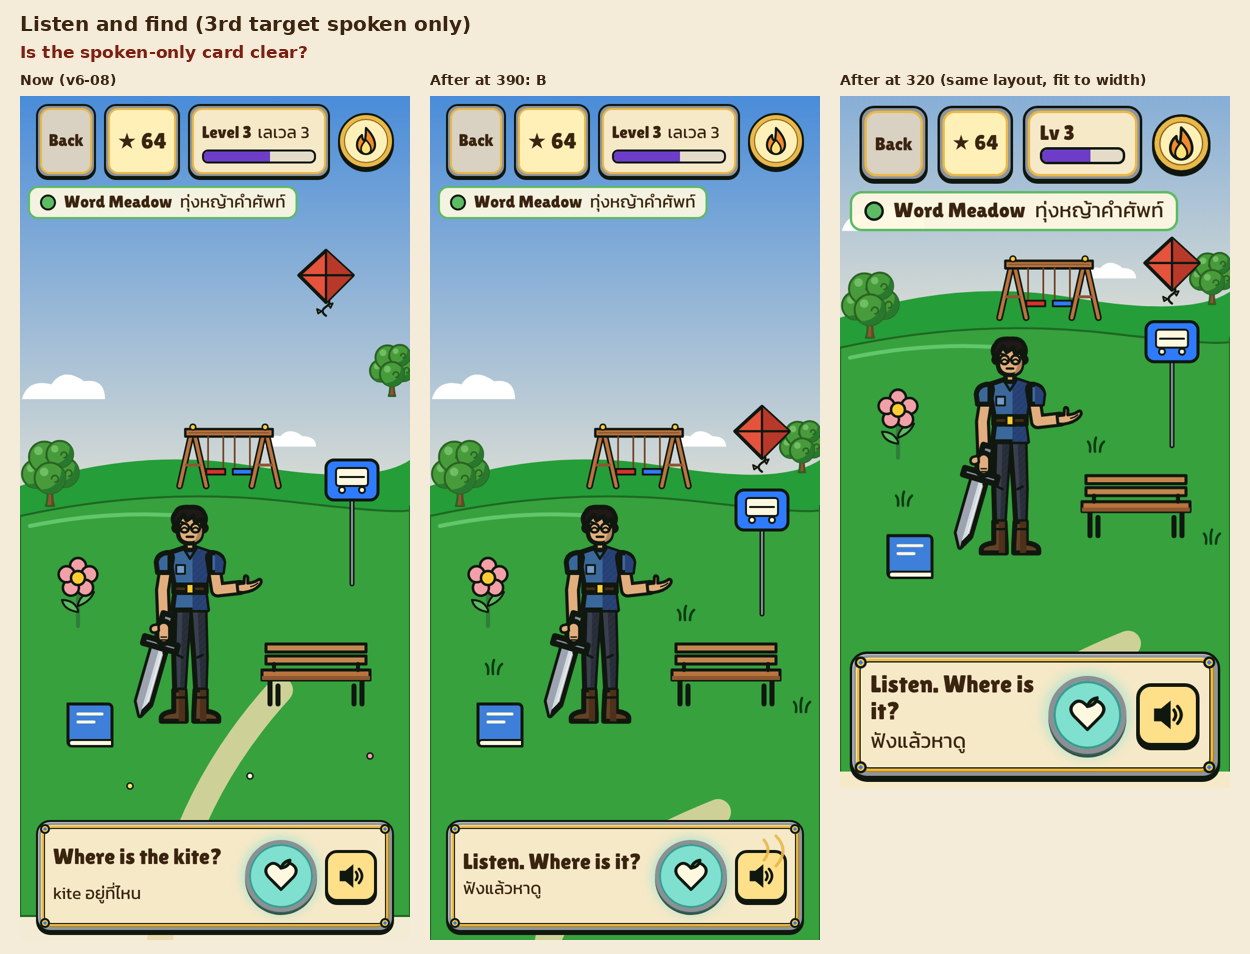 Listen and find (3rd target spoken only)
Is the spoken-only card clear?
Now (v6-08)
Back
★ 64
Level 3 เลเวล 3
Word Meadow ทุ่งหญ้าคำศัพท์
Where is the kite?
kite อยู่ที่ไหน
After at 390: B
Back
★ 64
Level 3 เลเวล 3
Word Meadow ทุ่งหญ้าคำศัพท์
Listen. Where is it?
ฟังแล้วหาดู
After at 320 (same layout, fit to width)
Back
★ 64
Lv 3
Word Meadow ทุ่งหญ้าคำศัพท์
Listen. Where is
it?
ฟังแล้วหาดู